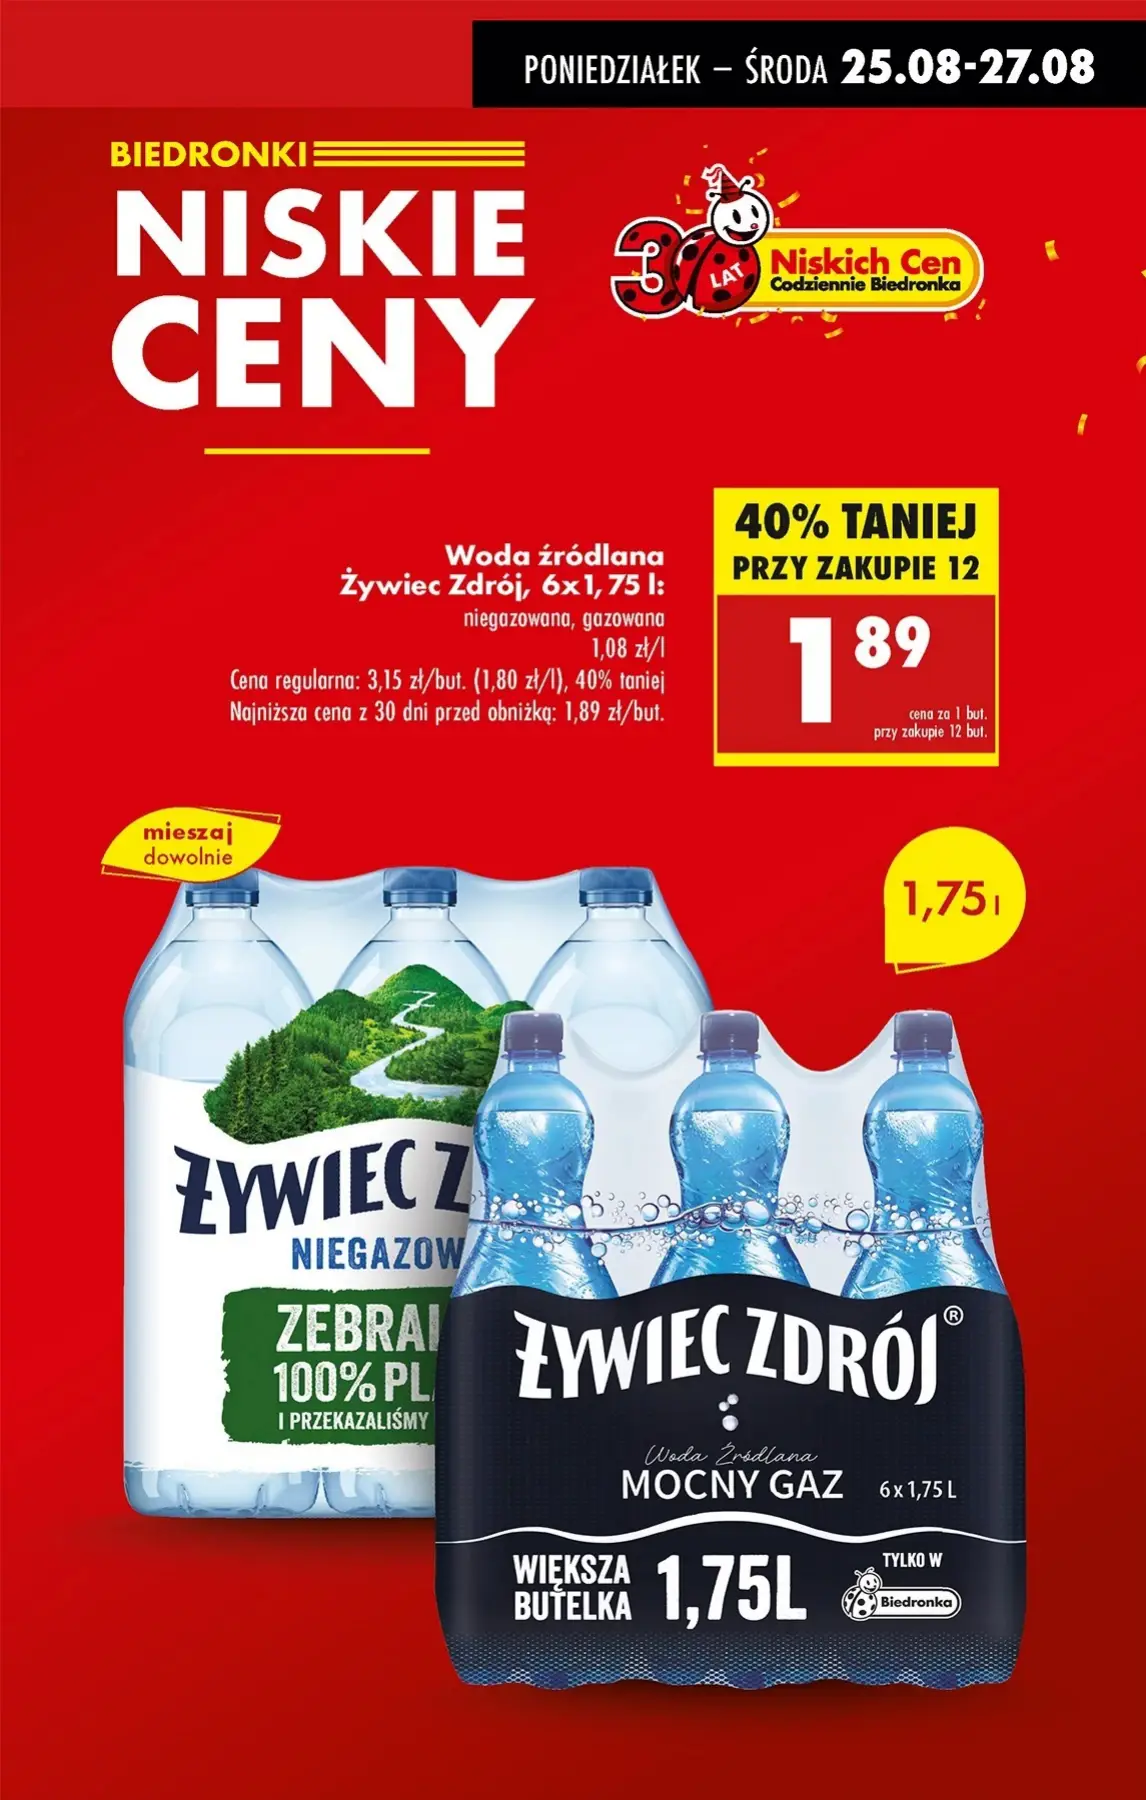 PONIEDZIAŁEK – ŚRODA 25.08-27.08
BIEDRONKI
NISKIE
CENY
30 LAT
Niskich Cen
Codziennie Biedronka
Woda źródlana
Żywiec Zdrój, 6x1,75 l:
niegazowana, gazowana
1,08 zł/l
Cena regularna: 3,15 zł/but. (1,80 zł/l), 40% taniej
Najniższa cena z 30 dni przed obniżką: 1,89 zł/but.
40% TANIEJ
PRZY ZAKUPIE 12
1 89
cena za 1 but.
przy zakupie 12 but.
mieszaj
dowolnie
1,75 l
ŻYWIEC Z
NIEGAZOW
ZEBRAL
100% PLA
I PRZEKAZALIŚMY
ŻYWIEC ZDRÓJ®
Woda Źródlana
MOCNY GAZ
6 x 1,75 L
WIĘKSZA
BUTELKA
1,75L
TYLKO W
Biedronka